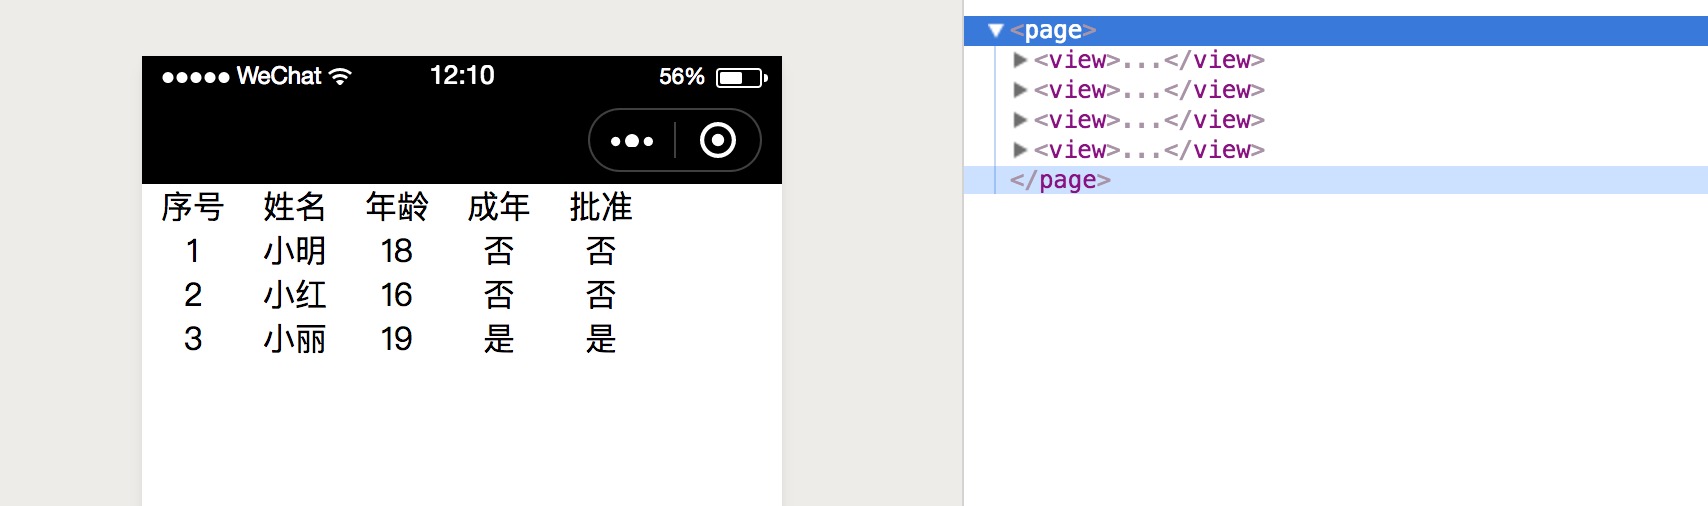 WeChat 12:10 56%
序号 姓名 年龄 成年 批准
1 小明 18 否 否
2 小红 16 否 否
3 小丽 19 是 是
<page>
<view>...</view>
<view>...</view>
<view>...</view>
<view>...</view>
</page>